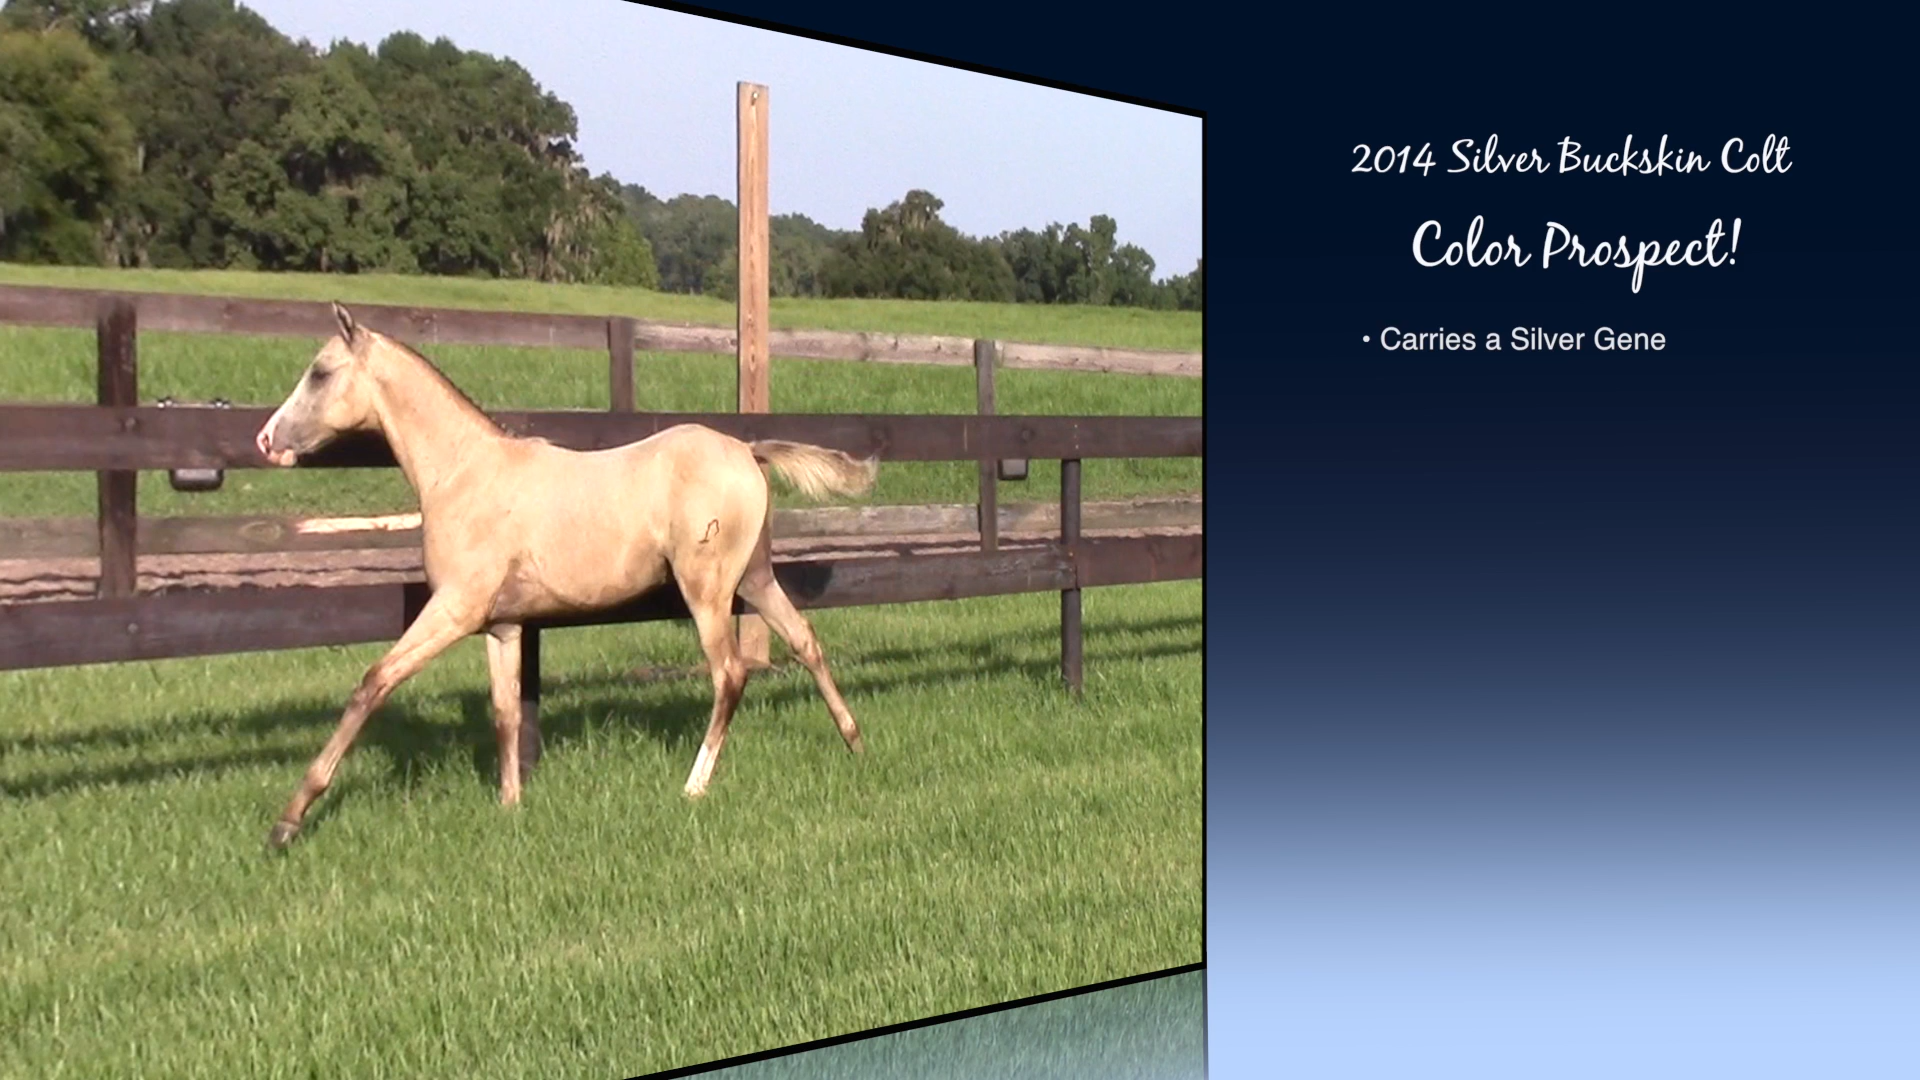 2014 Silver Buckskin Colt
Color Prospect!
• Carries a Silver Gene